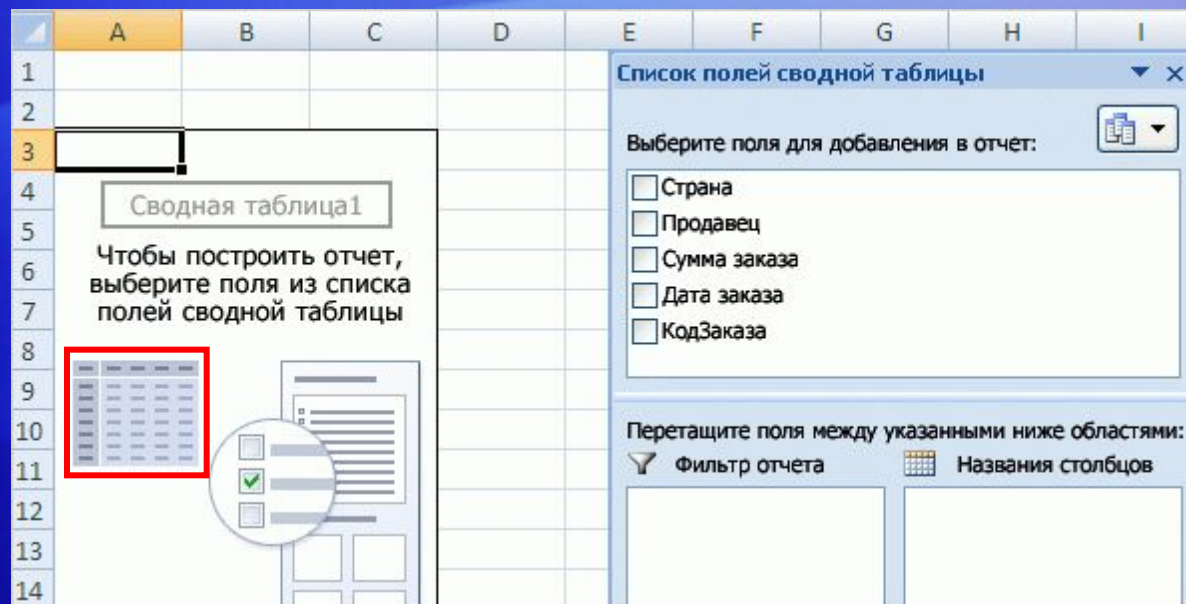 A B C D E F G H I
1
2
3
4
5
6
7
8
9
10
11
12
13
14
Сводная таблица1
Чтобы построить отчет,
выберите поля из списка
полей сводной таблицы
Список полей сводной таблицы
Выберите поля для добавления в отчет:
Страна
Продавец
Сумма заказа
Дата заказа
КодЗаказа
Перетащите поля между указанными ниже областями:
Фильтр отчета
Названия столбцов